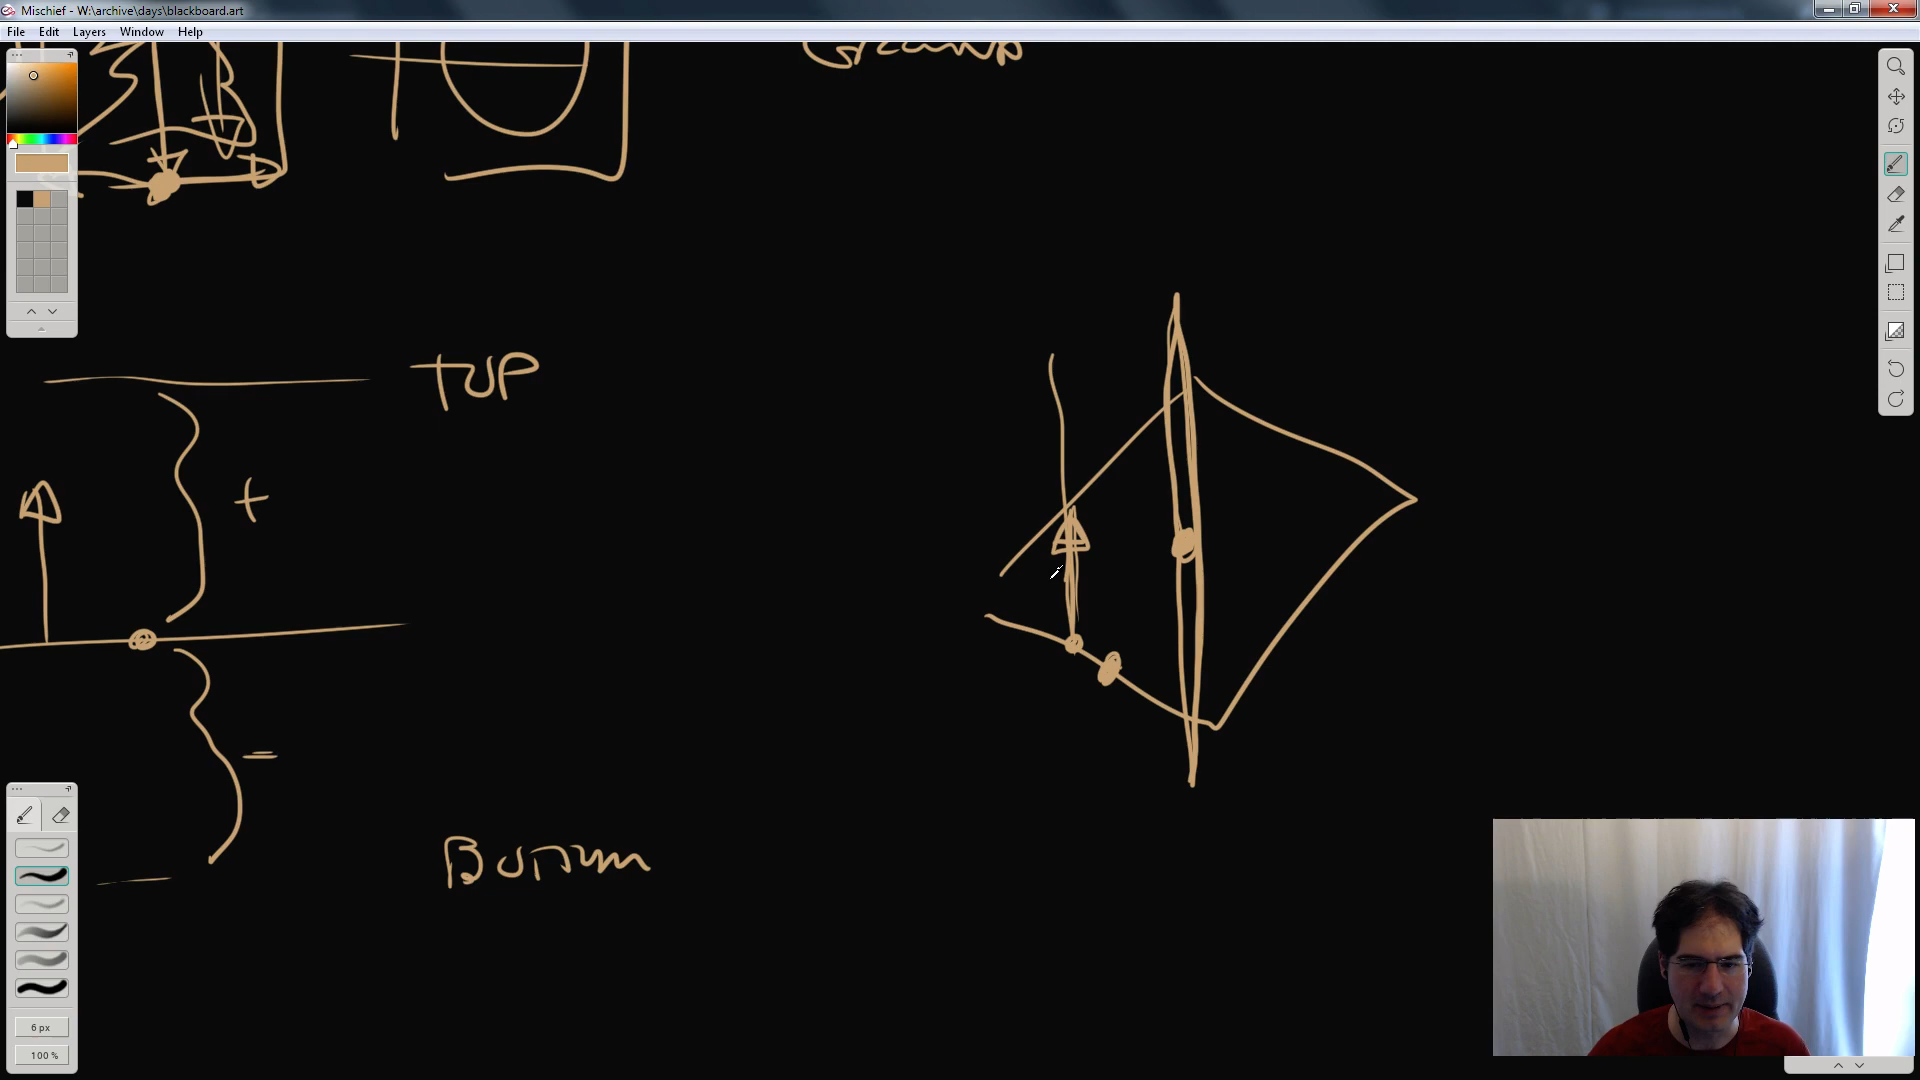 Mischief - W:\archive\days\blackboard.art
File Edit Layers Window Help
B
TOP
+
-
Bottom
6 px
100 %